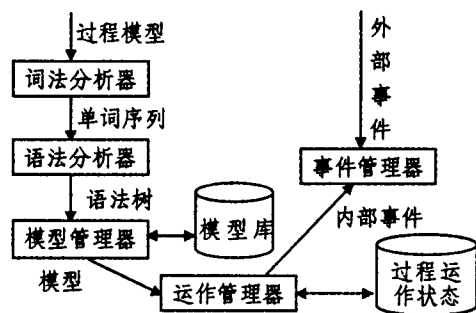 过程模型
词法分析器
单词序列
语法分析器
语法树
模型管理器
模型库
模型
运作管理器
外部事件
事件管理器
内部事件
过程运
作状态